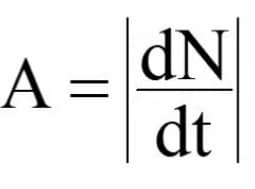 A = |dN/dt|